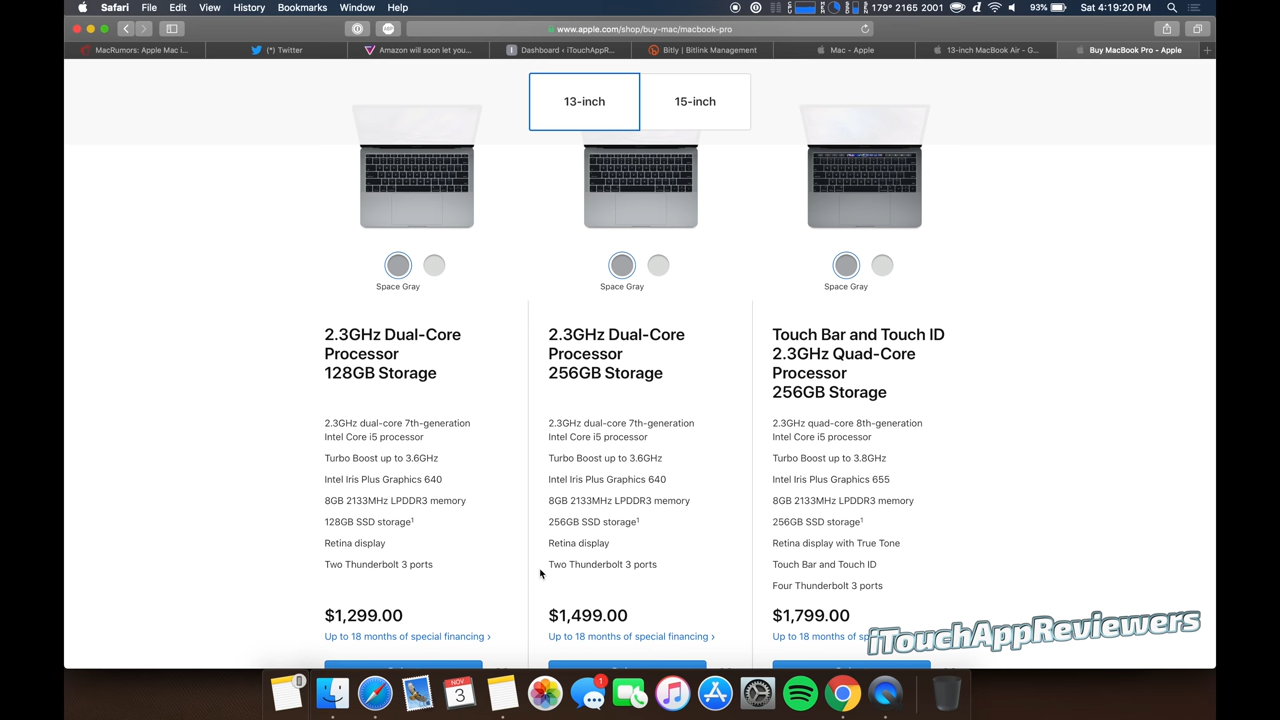 Safari File Edit View History Bookmarks Window Help
179° 2165 2001
93%
Sat 4:19:20 PM
www.apple.com/shop/buy-mac/macbook-pro
MacRumors: Apple Mac i...
(*) Twitter
Amazon will soon let you...
Dashboard ‹ iTouchAppR...
Bitly | Bitlink Management
Mac - Apple
13-inch MacBook Air - G...
Buy MacBook Pro - Apple
13-inch
15-inch
Space Gray
Space Gray
Space Gray
2.3GHz Dual-Core
Processor
128GB Storage
2.3GHz dual-core 7th-generation
Intel Core i5 processor
Turbo Boost up to 3.6GHz
Intel Iris Plus Graphics 640
8GB 2133MHz LPDDR3 memory
128GB SSD storage¹
Retina display
Two Thunderbolt 3 ports
$1,299.00
Up to 18 months of special financing ›
2.3GHz Dual-Core
Processor
256GB Storage
2.3GHz dual-core 7th-generation
Intel Core i5 processor
Turbo Boost up to 3.6GHz
Intel Iris Plus Graphics 640
8GB 2133MHz LPDDR3 memory
256GB SSD storage¹
Retina display
Two Thunderbolt 3 ports
$1,499.00
Up to 18 months of special financing ›
Touch Bar and Touch ID
2.3GHz Quad-Core
Processor
256GB Storage
2.3GHz quad-core 8th-generation
Intel Core i5 processor
Turbo Boost up to 3.8GHz
Intel Iris Plus Graphics 655
8GB 2133MHz LPDDR3 memory
256GB SSD storage¹
Retina display with True Tone
Touch Bar and Touch ID
Four Thunderbolt 3 ports
$1,799.00
Up to 18 months of sp
iTouchAppReviewers
NOV
3
1